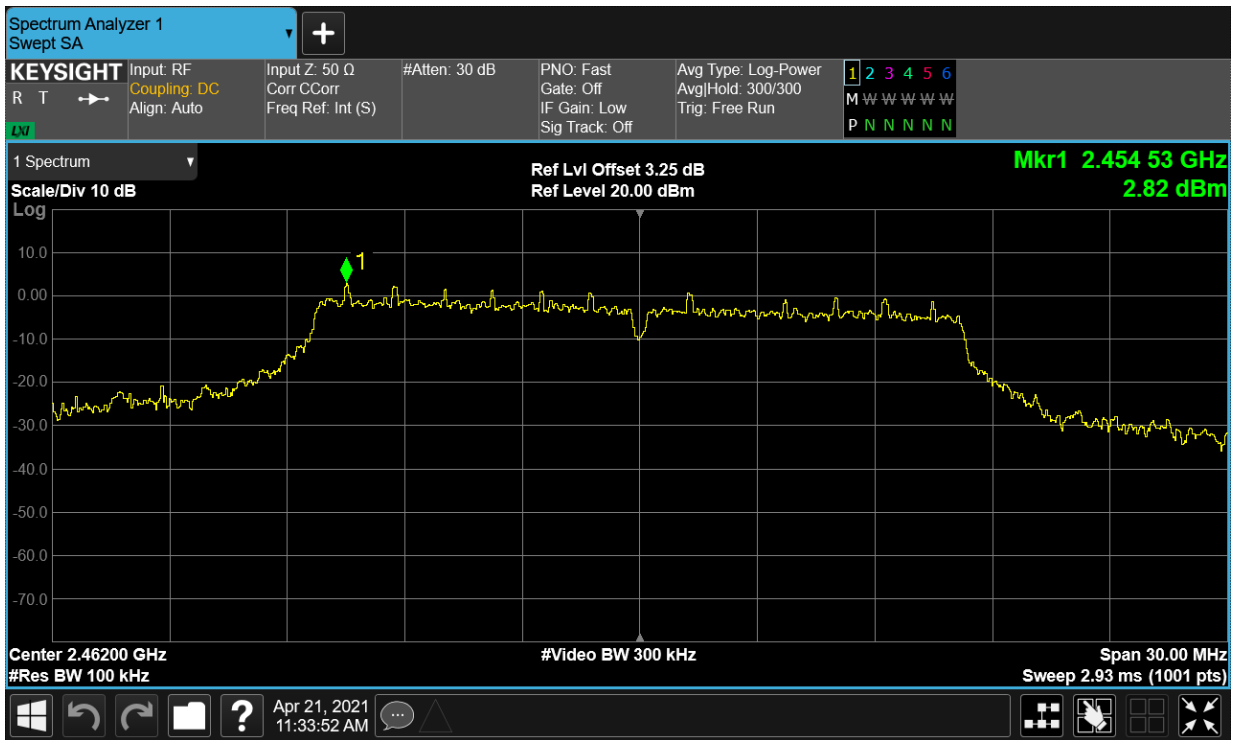 Spectrum Analyzer 1
Swept SA
KEYSIGHT
R T
LXI
Input: RF
Coupling: DC
Align: Auto
Input Z: 50 Ω
Corr CCorr
Freq Ref: Int (S)
#Atten: 30 dB
PNO: Fast
Gate: Off
IF Gain: Low
Sig Track: Off
Avg Type: Log-Power
Avg|Hold: 300/300
Trig: Free Run
1 2 3 4 5 6
M W W W W W
P N N N N N
1 Spectrum
Scale/Div 10 dB
Log
Ref Lvl Offset 3.25 dB
Ref Level 20.00 dBm
Mkr1 2.454 53 GHz
2.82 dBm
10.0
0.00
-10.0
-20.0
-30.0
-40.0
-50.0
-60.0
-70.0
1
Center 2.46200 GHz
#Res BW 100 kHz
#Video BW 300 kHz
Span 30.00 MHz
Sweep 2.93 ms (1001 pts)
?
Apr 21, 2021
11:33:52 AM